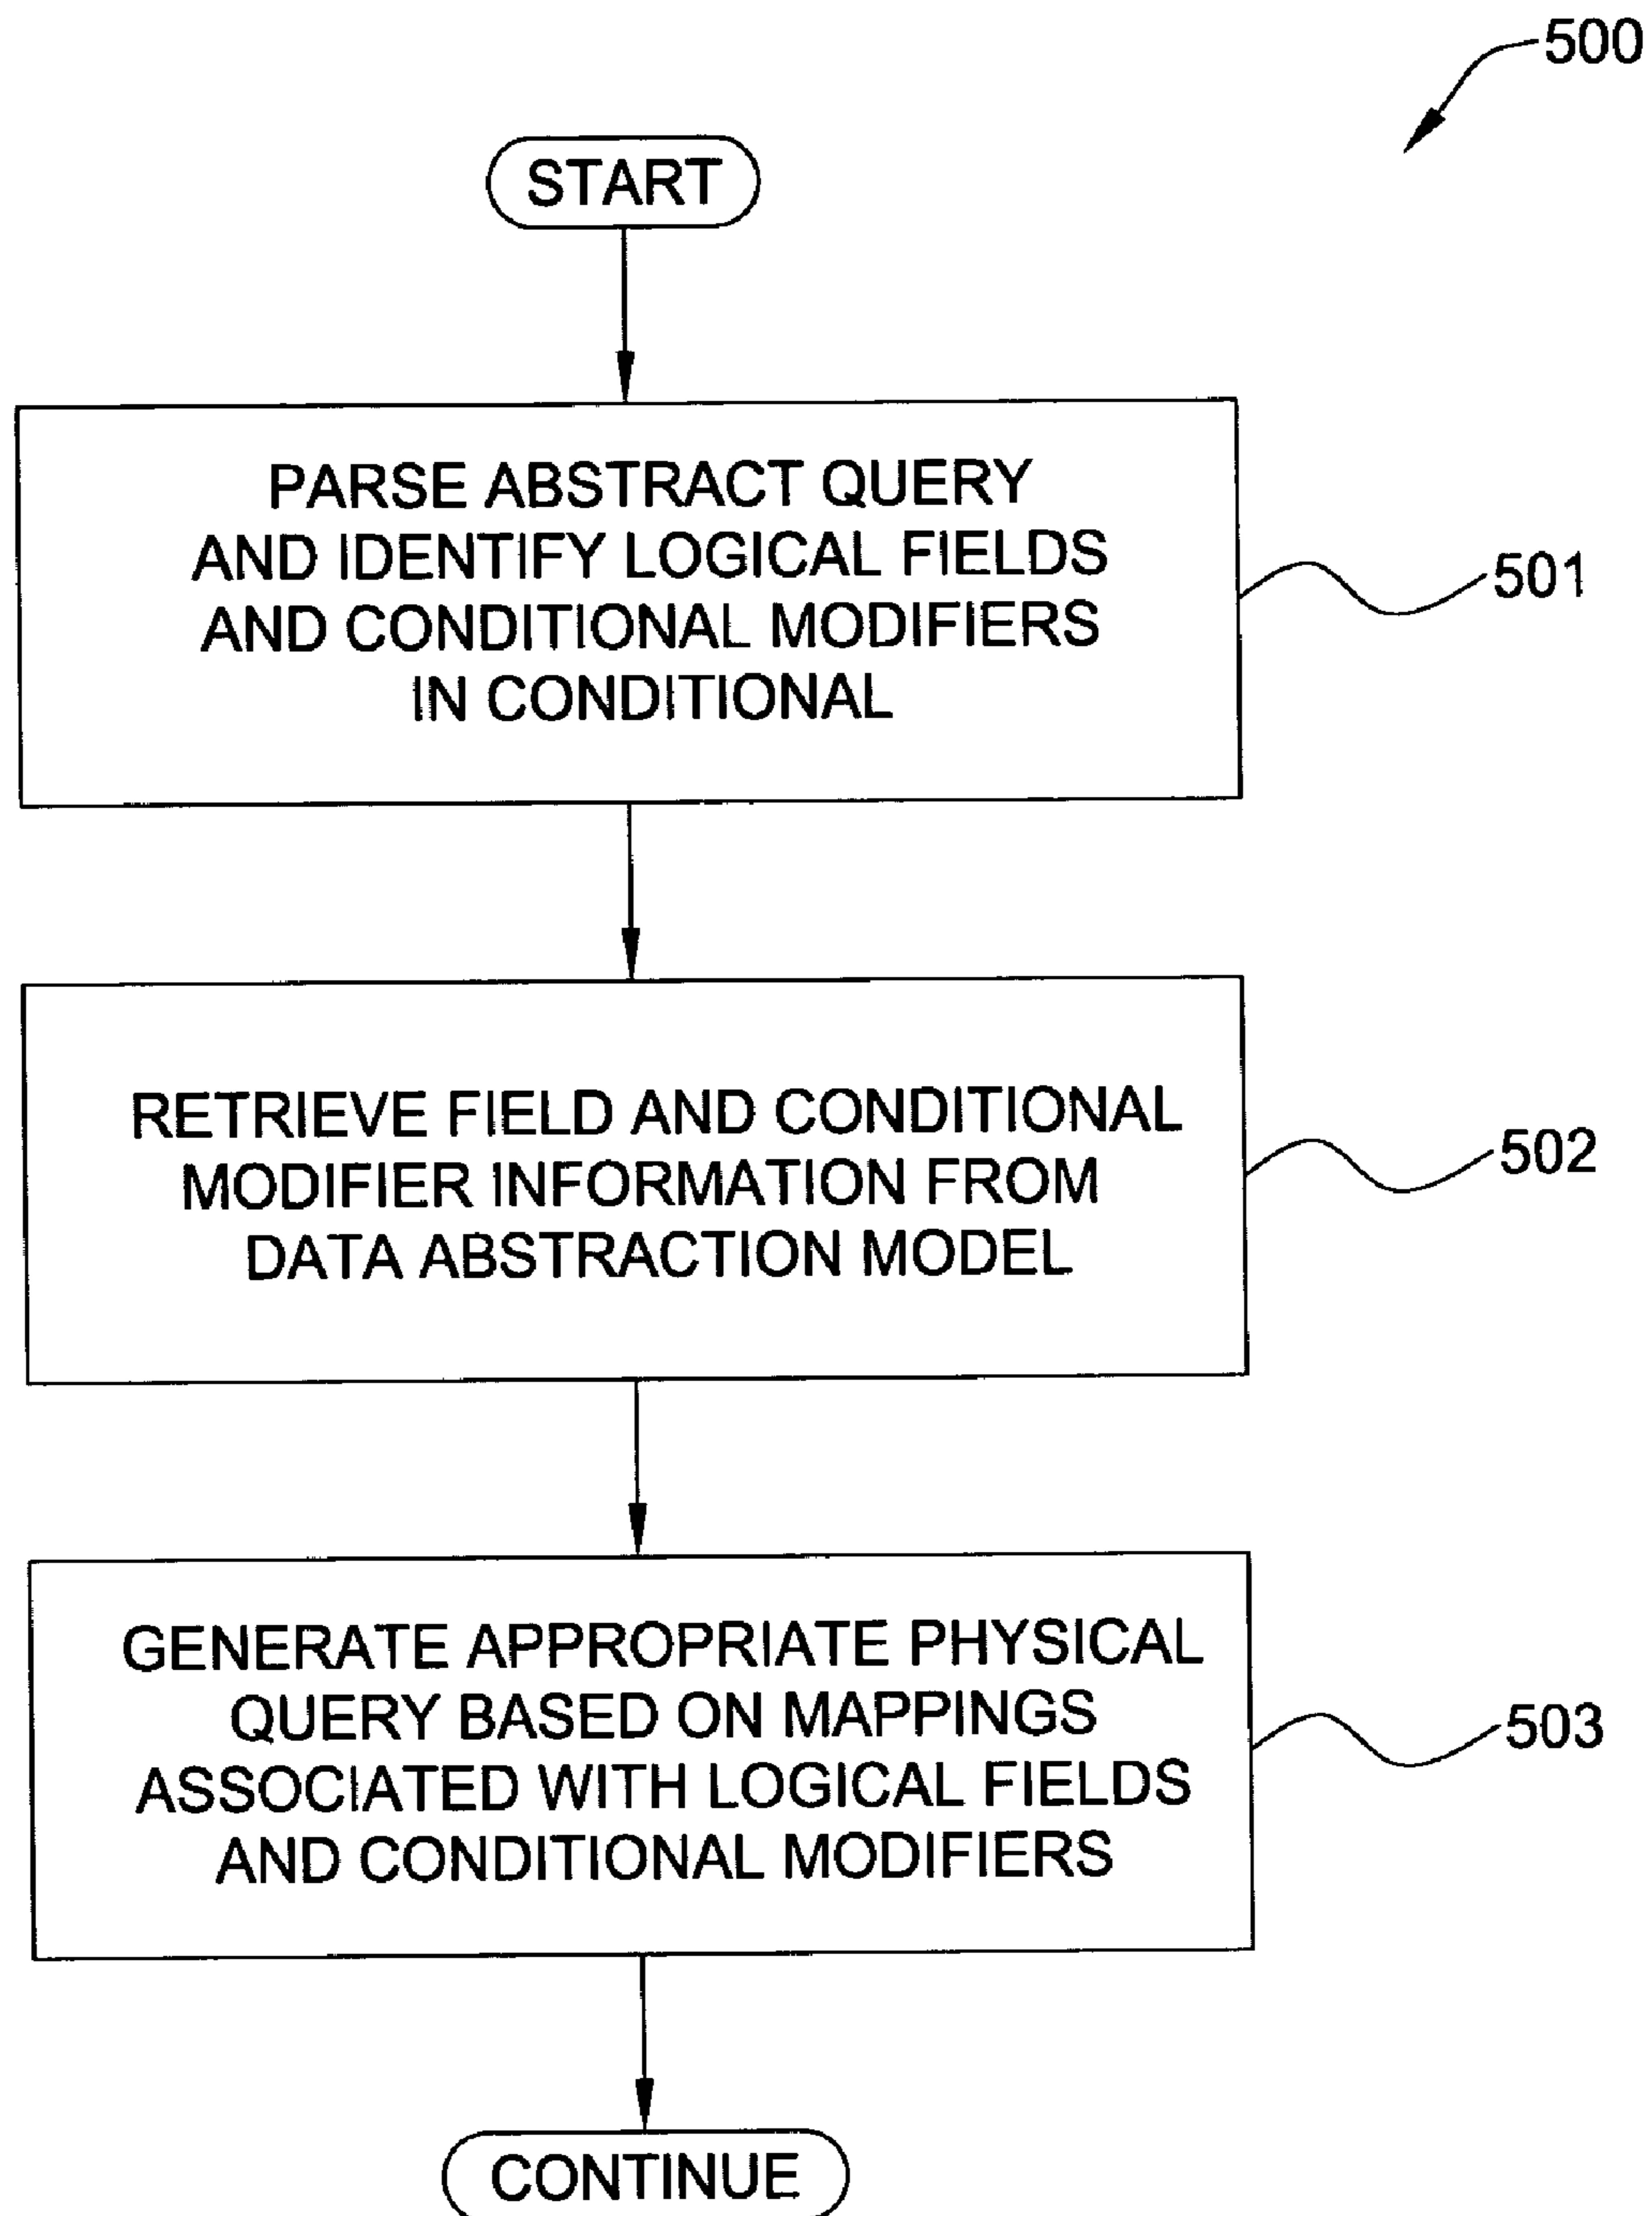 500
START
PARSE ABSTRACT QUERY
AND IDENTIFY LOGICAL FIELDS
AND CONDITIONAL MODIFIERS
IN CONDITIONAL
501
RETRIEVE FIELD AND CONDITIONAL
MODIFIER INFORMATION FROM
DATA ABSTRACTION MODEL
502
GENERATE APPROPRIATE PHYSICAL
QUERY BASED ON MAPPINGS
ASSOCIATED WITH LOGICAL FIELDS
AND CONDITIONAL MODIFIERS
503
CONTINUE